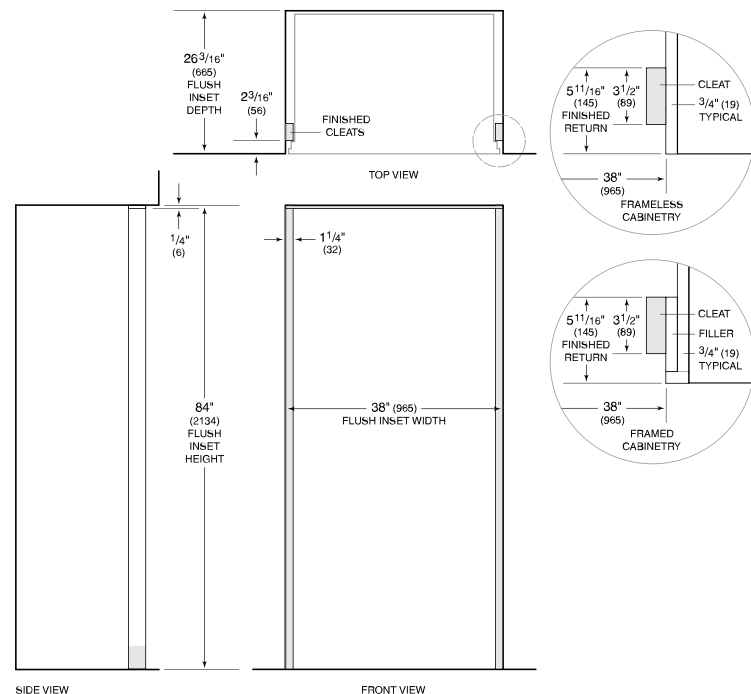 26 3/16"
(665)
FLUSH
INSET
DEPTH
2 3/16"
(56)
FINISHED
CLEATS
TOP VIEW
5 11/16"
(145)
FINISHED
RETURN
3 1/2"
(89)
CLEAT
3/4" (19)
TYPICAL
38"
(965)
FRAMELESS
CABINETRY
1/4"
(6)
1 1/4"
(32)
84"
(2134)
FLUSH
INSET
HEIGHT
38" (965)
FLUSH INSET WIDTH
5 11/16"
(145)
FINISHED
RETURN
3 1/2"
(89)
CLEAT
FILLER
3/4" (19)
TYPICAL
38"
(965)
FRAMED
CABINETRY
SIDE VIEW
FRONT VIEW